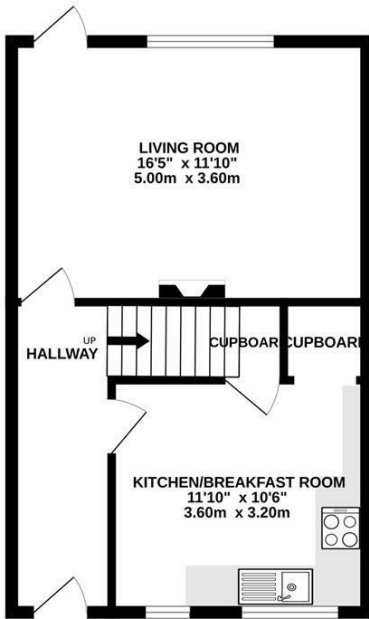 LIVING ROOM
16'5" x 11'10"
5.00m x 3.60m
UP
HALLWAY
CUPBOAR
CUPBOARI
KITCHEN/BREAKFAST ROOM
11'10" x 10'6"
3.60m x 3.20m